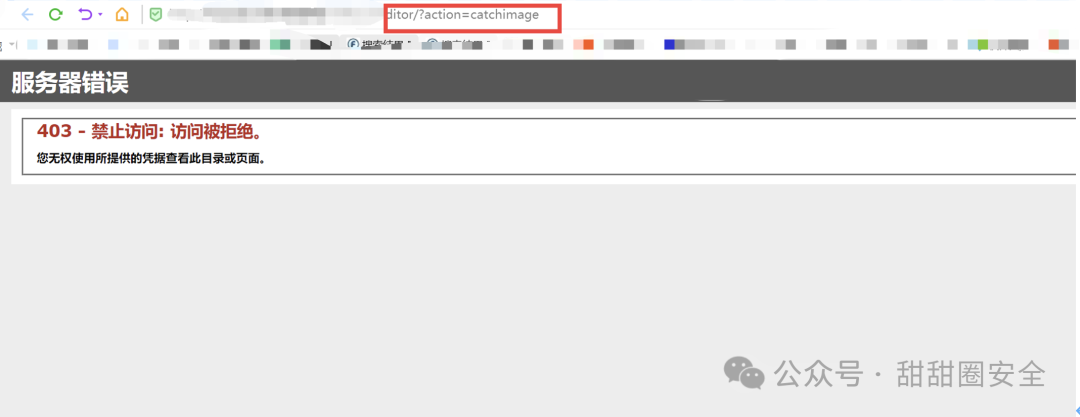 ditor/?action=catchimage
服务器错误
403 - 禁止访问: 访问被拒绝。
您无权使用所提供的凭据查看此目录或页面。
公众号 · 甜甜圈安全